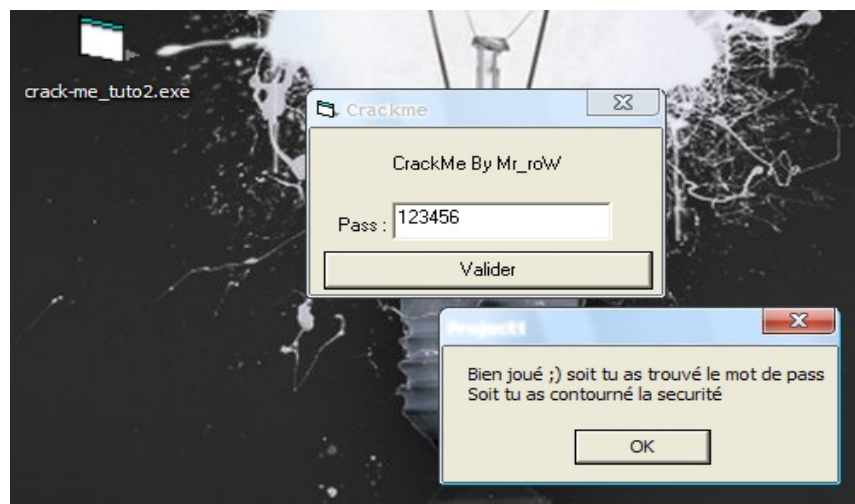 crack-me_tuto2.exe
Crackme
CrackMe By Mr_roW
Pass : 123456
Valider
Project1
Bien joué ;) soit tu as trouvé le mot de pass
Soit tu as contourné la securité
OK